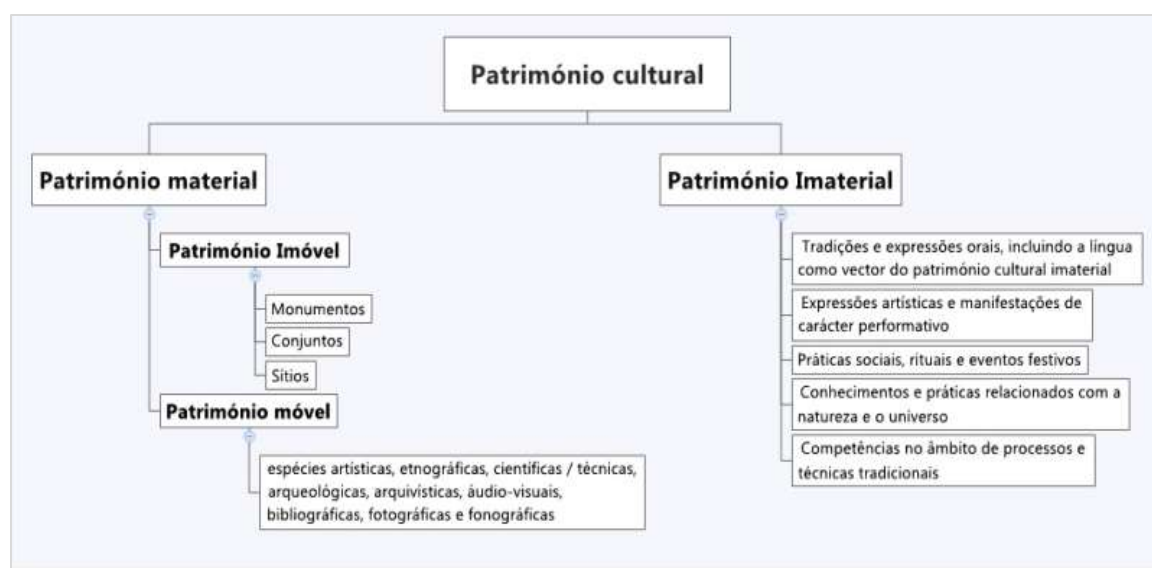 Património cultural
Património material
Património Imóvel
Monumentos
Conjuntos
Sítios
Património móvel
espécies artísticas, etnográficas, científicas / técnicas,
arqueológicas, arquivísticas, áudio-visuais,
bibliográficas, fotográficas e fonográficas
Património Imaterial
Tradições e expressões orais, incluindo a língua
como vector do património cultural imaterial
Expressões artísticas e manifestações de
carácter performativo
Práticas sociais, rituais e eventos festivos
Conhecimentos e práticas relacionados com a
natureza e o universo
Competências no âmbito de processos e
técnicas tradicionais